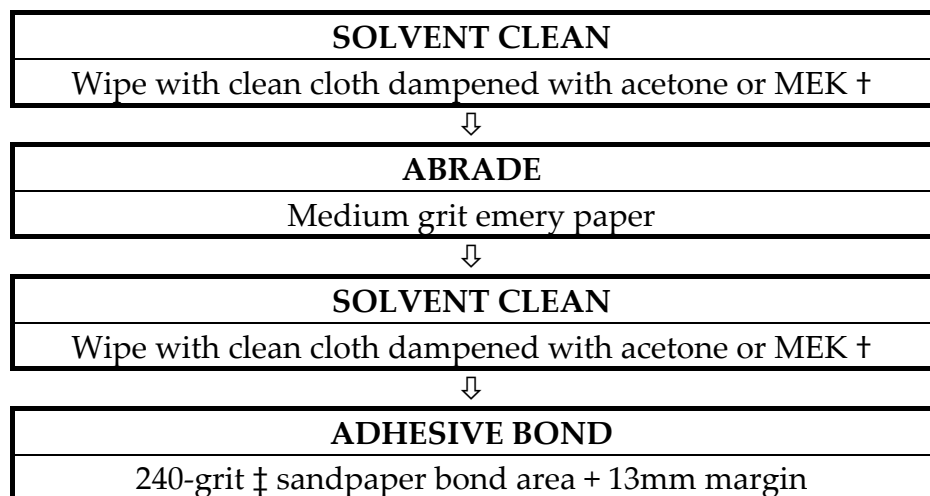 SOLVENT CLEAN
Wipe with clean cloth dampened with acetone or MEK †
⇩
ABRADE
Medium grit emery paper
⇩
SOLVENT CLEAN
Wipe with clean cloth dampened with acetone or MEK †
⇩
ADHESIVE BOND
240-grit ‡ sandpaper bond area + 13mm margin